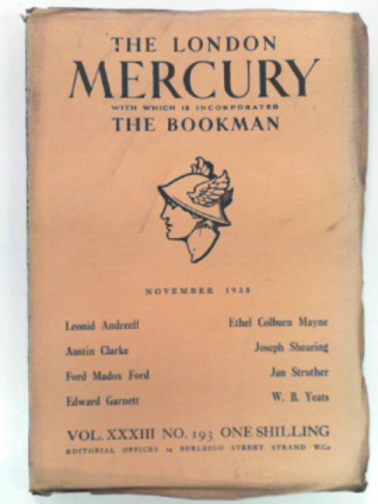 THE LONDON
MERCURY
WITH WHICH IS INCORPORATED
THE BOOKMAN
NOVEMBER 1935
Leonid Andreeff
Ethel Colburn Mayne
Austin Clarke
Joseph Shearing
Ford Madox Ford
Jan Struther
Edward Garnett
W. B. Yeats
VOL. XXXIII NO. 193 ONE SHILLING
EDITORIAL OFFICES 14 BURLEIGH STREET STRAND W.C.2